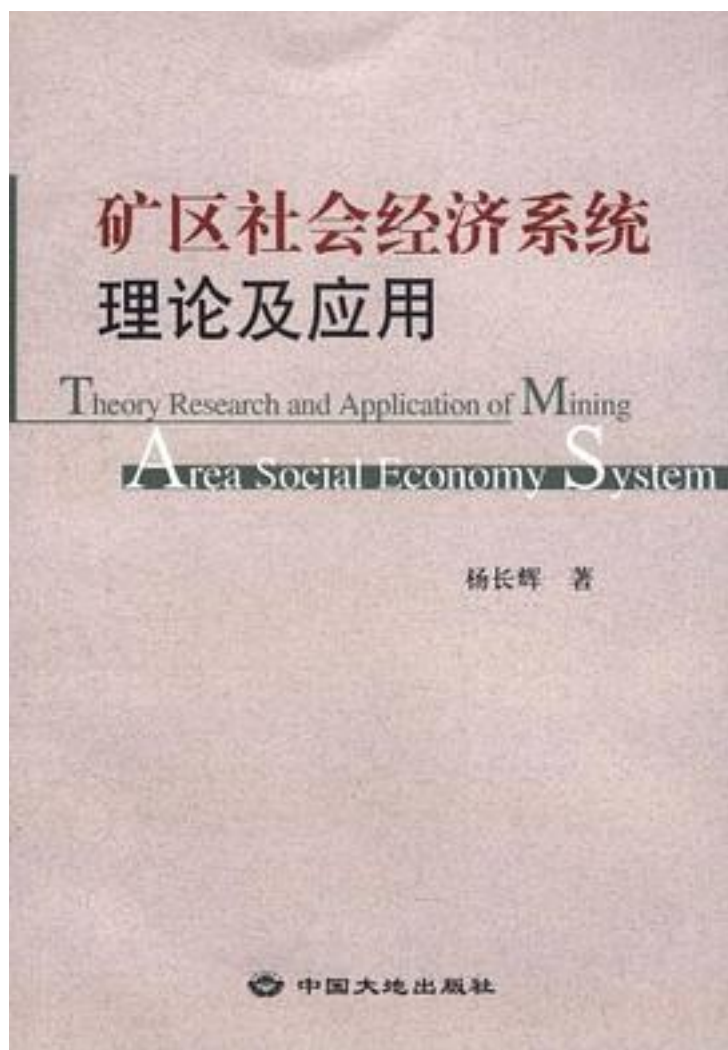 矿区社会经济系统
理论及应用
Theory Research and Application of Mining
Area Social Economy System
杨长辉 著
中国大地出版社